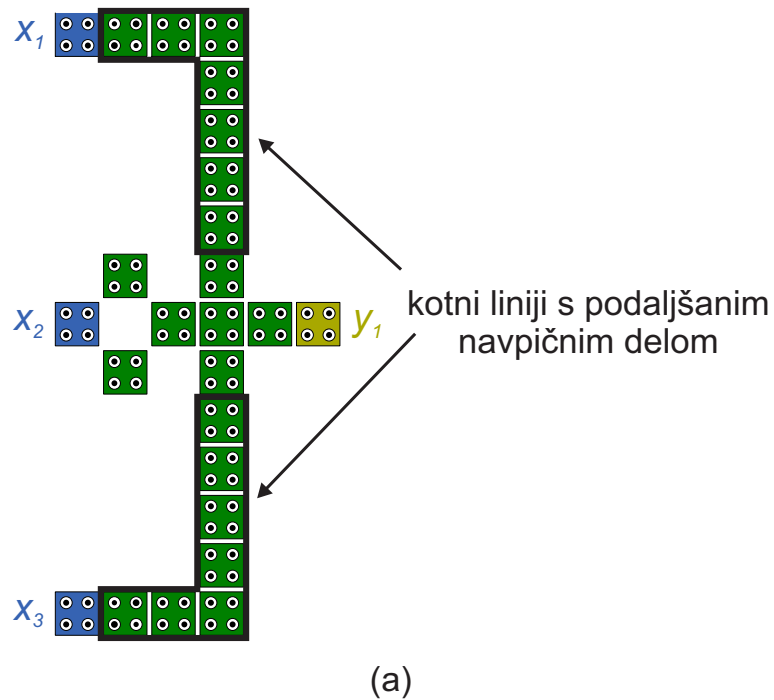 x₁
x₂
y₁
kotni liniji s podaljšanim
navpičnim delom
x₃
(a)